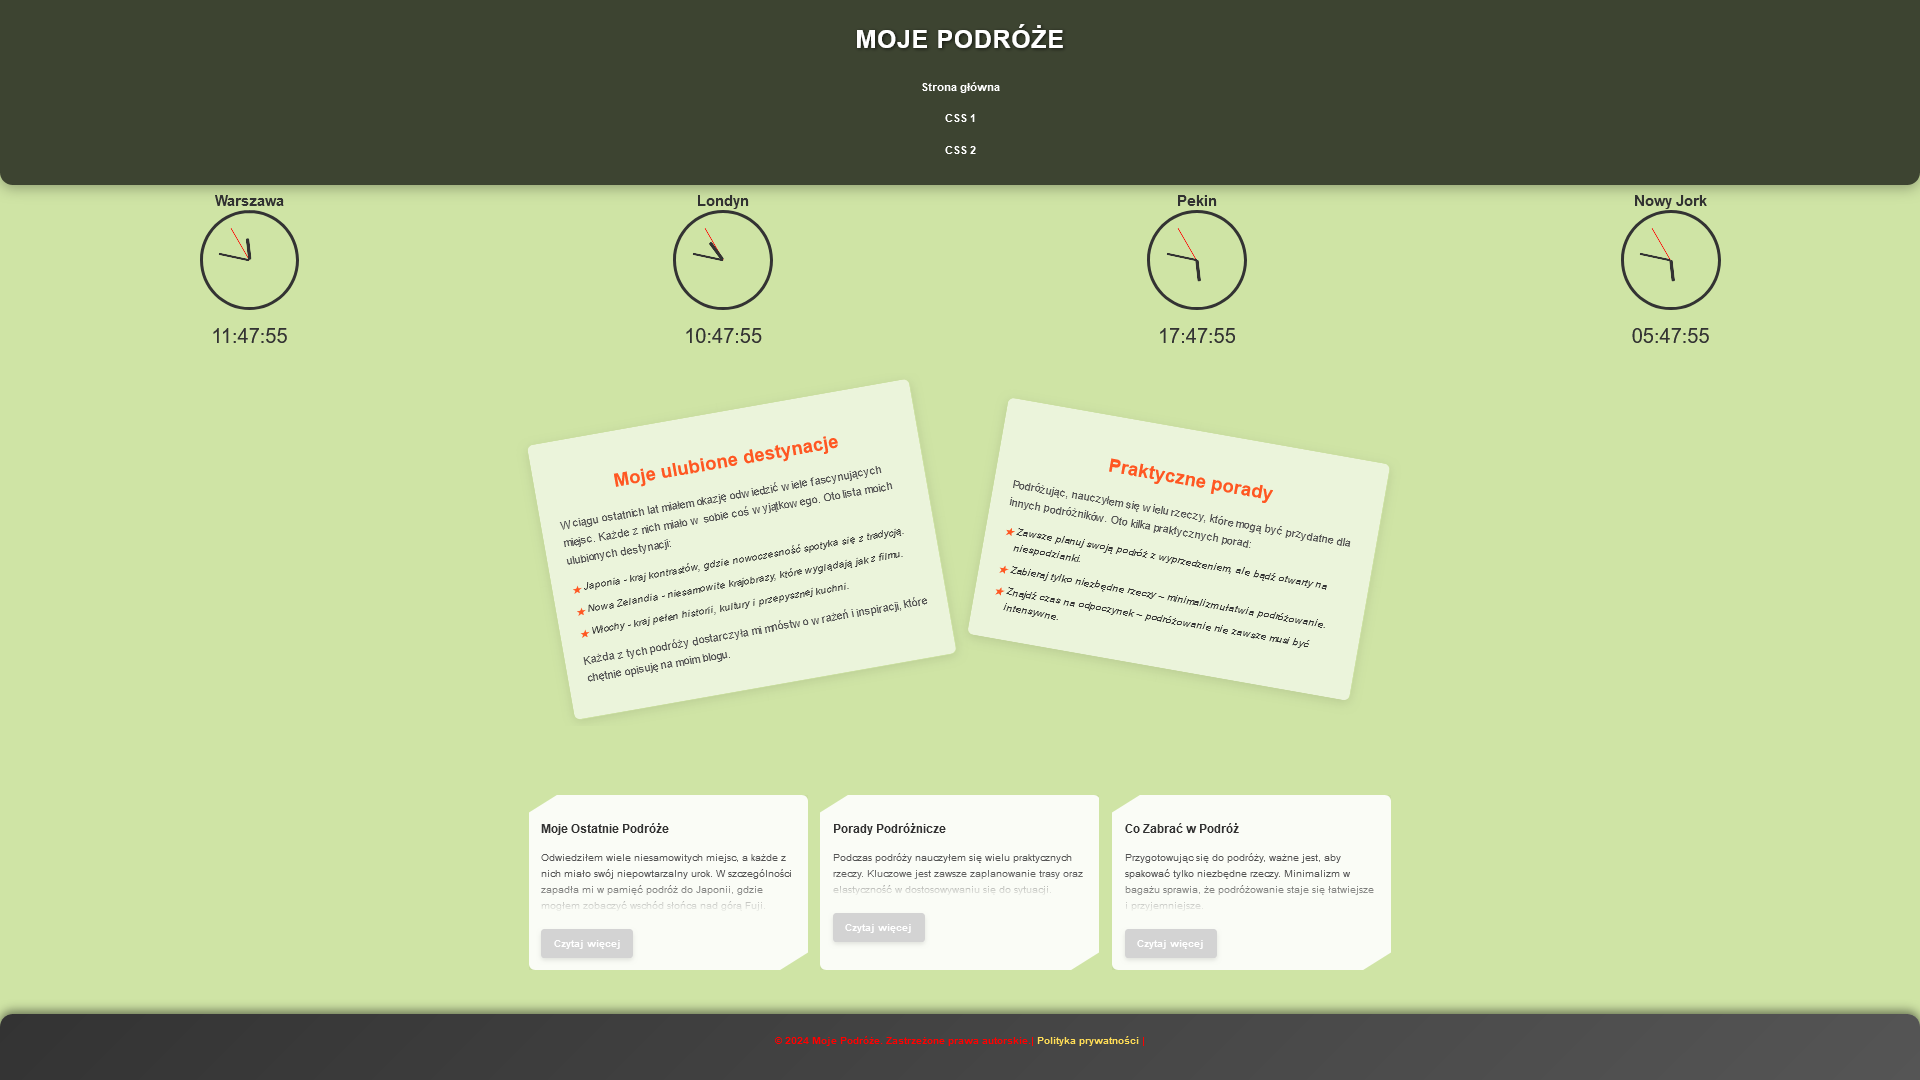 MOJE PODRÓŻE
Strona główna
CSS 1
CSS 2
Warszawa
Londyn
Pekin
Nowy Jork
11:47:55
10:47:55
17:47:55
05:47:55
Moje ulubione destynacje
W ciągu ostatnich lat miałem okazję odwiedzić wiele fascynujących
miejsc. Każde z nich miało w sobie coś wyjątkowego. Oto lista moich
ulubionych destynacji:
★ Japonia - kraj kontrastów, gdzie nowoczesność spotyka się z tradycją.
★ Nowa Zelandia - niesamowite krajobrazy, które wyglądają jak z filmu.
★ Włochy - kraj pełen historii, kultury i przepysznej kuchni.
Każda z tych podróży dostarczyła mi mnóstwo wrażeń i inspiracji, które
chętnie opisuję na moim blogu.
Praktyczne porady
Podróżując, nauczyłem się wielu rzeczy, które mogą być przydatne dla
innych podróżników. Oto kilka praktycznych porad:
★ Zawsze planuj swoją podróż z wyprzedzeniem, ale bądź otwarty na
niespodzianki.
★ Zabieraj tylko niezbędne rzeczy – minimalizm ułatwia podróżowanie.
★ Znajdź czas na odpoczynek – podróżowanie nie zawsze musi być
intensywne.
Moje Ostatnie Podróże
Odwiedziłem wiele niesamowitych miejsc, a każde z
nich miało swój niepowtarzalny urok. W szczególności
zapadła mi w pamięć podróż do Japonii, gdzie
mogłem zobaczyć wschód słońca nad górą Fuji.
Czytaj więcej
Porady Podróżnicze
Podczas podróży nauczyłem się wielu praktycznych
rzeczy. Kluczowe jest zawsze zaplanowanie trasy oraz
elastyczność w dostosowywaniu się do sytuacji.
Czytaj więcej
Co Zabrać w Podróż
Przygotowując się do podróży, ważne jest, aby
spakować tylko niezbędne rzeczy. Minimalizm w
bagażu sprawia, że podróżowanie staje się łatwiejsze
i przyjemniejsze.
Czytaj więcej
© 2024 Moje Podróże. Zastrzeżone prawa autorskie | Polityka prywatności